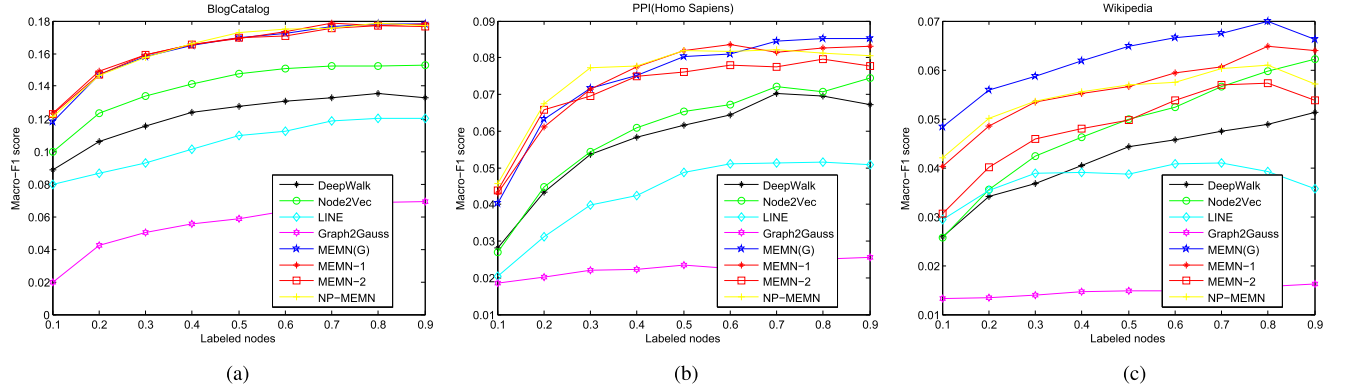 BlogCatalog
0.18
0.16
0.14
0.12
0.1
0.08
0.06
0.04
0.02
0
Macro−F1 score
0.1 0.2 0.3 0.4 0.5 0.6 0.7 0.8 0.9
Labeled nodes
DeepWalk
Node2Vec
LINE
Graph2Gauss
MEMN(G)
MEMN−1
MEMN−2
NP−MEMN
(a)
PPI(Homo Sapiens)
0.09
0.08
0.07
0.06
0.05
0.04
0.03
0.02
0.01
Macro−F1 score
0.1 0.2 0.3 0.4 0.5 0.6 0.7 0.8 0.9
Labeled nodes
DeepWalk
Node2Vec
LINE
Graph2Gauss
MEMN(G)
MEMN−1
MEMN−2
NP−MEMN
(b)
Wikipedia
0.07
0.06
0.05
0.04
0.03
0.02
0.01
Macro−F1 score
0.1 0.2 0.3 0.4 0.5 0.6 0.7 0.8 0.9
Labeled nodes
DeepWalk
Node2Vec
LINE
Graph2Gauss
MEMN(G)
MEMN−1
MEMN−2
NP−MEMN
(c)